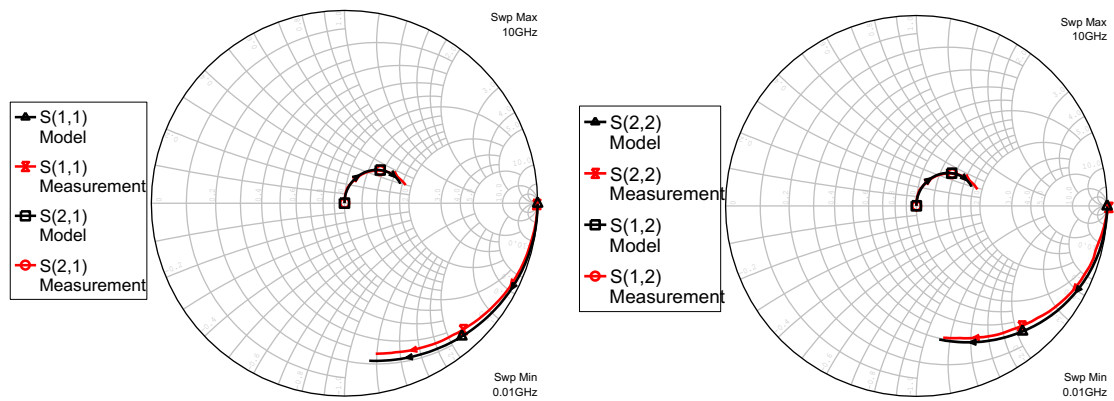 Swp Max
10GHz
S(1,1)
Model
S(1,1)
Measurement
S(2,1)
Model
S(2,1)
Measurement
Swp Min
0.01GHz
Swp Max
10GHz
S(2,2)
Model
S(2,2)
Measurement
S(1,2)
Model
S(1,2)
Measurement
Swp Min
0.01GHz